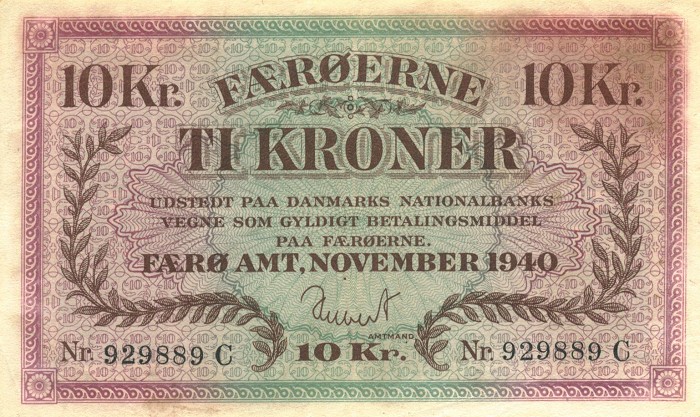 10 Kr. FÆRØERNE 10 Kr.
TI KRONER
UDSTEDT PAA DANMARKS NATIONALBANKS
VEGNE SOM GYLDIGT BETALINGSMIDDEL
PAA FÆRØERNE.
FÆRØ AMT, NOVEMBER 1940
AMTMAND
Nr. 929889 C 10 Kr. Nr. 929889 C